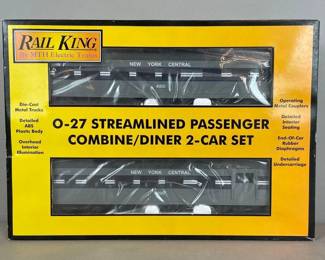 RAIL KING
By MTH Electric Trains
NEW YORK CENTRAL
Die-Cast
Metal Trucks
Detailed
ABS
Plastic Body
Overhead
Interior
Illumination
O-27 STREAMLINED PASSENGER
COMBINE/DINER 2-CAR SET
Operating
Metal Couplers
Detailed
Interior
Seating
End-Of-Car
Rubber
Diaphragms
Detailed
Undercarriage
NEW YORK CENTRAL